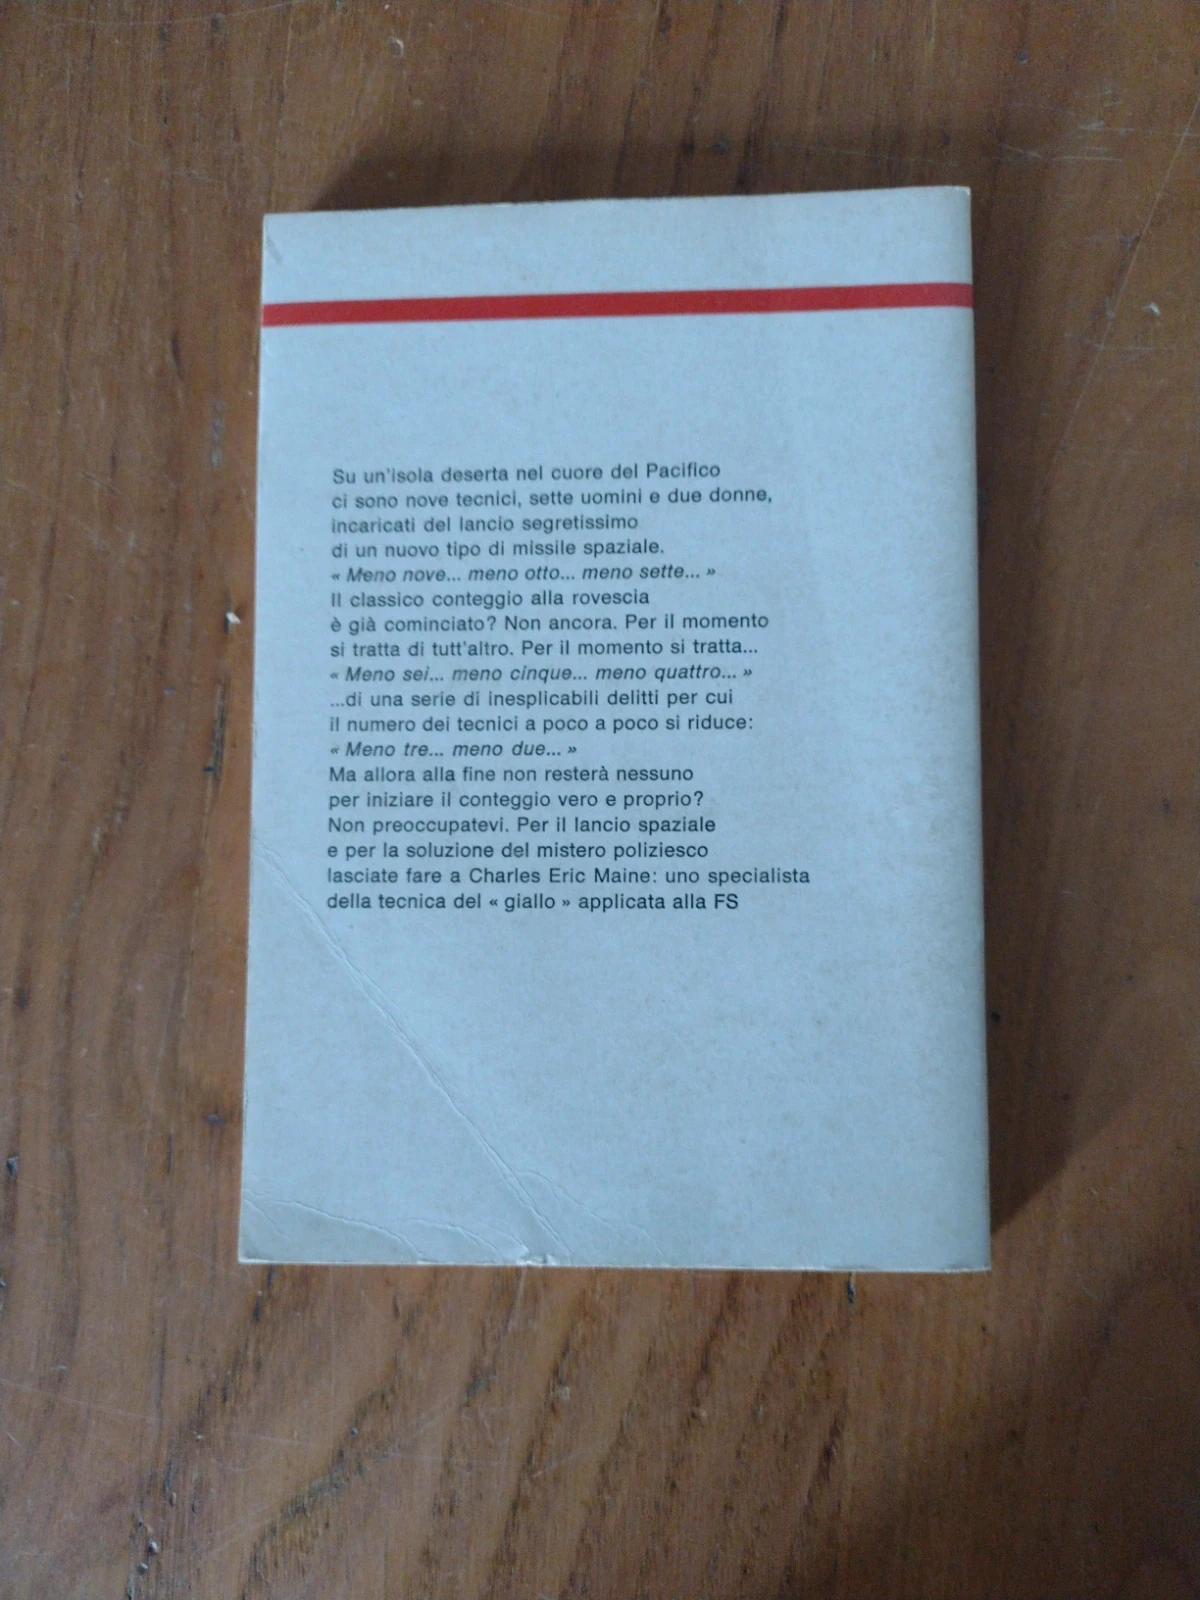 Su un'isola deserta nel cuore del Pacifico
ci sono nove tecnici, sette uomini e due donne,
incaricati del lancio segretissimo
di un nuovo tipo di missile spaziale.
« Meno nove... meno otto... meno sette... »
Il classico conteggio alla rovescia
è già cominciato? Non ancora. Per il momento
si tratta di tutt'altro. Per il momento si tratta...
« Meno sei... meno cinque... meno quattro... »
...di una serie di inesplicabili delitti per cui
il numero dei tecnici a poco a poco si riduce:
« Meno tre... meno due... »
Ma allora alla fine non resterà nessuno
per iniziare il conteggio vero e proprio?
Non preoccupatevi. Per il lancio spaziale
e per la soluzione del mistero poliziesco
lasciate fare a Charles Eric Maine: uno specialista
della tecnica del « giallo » applicata alla FS